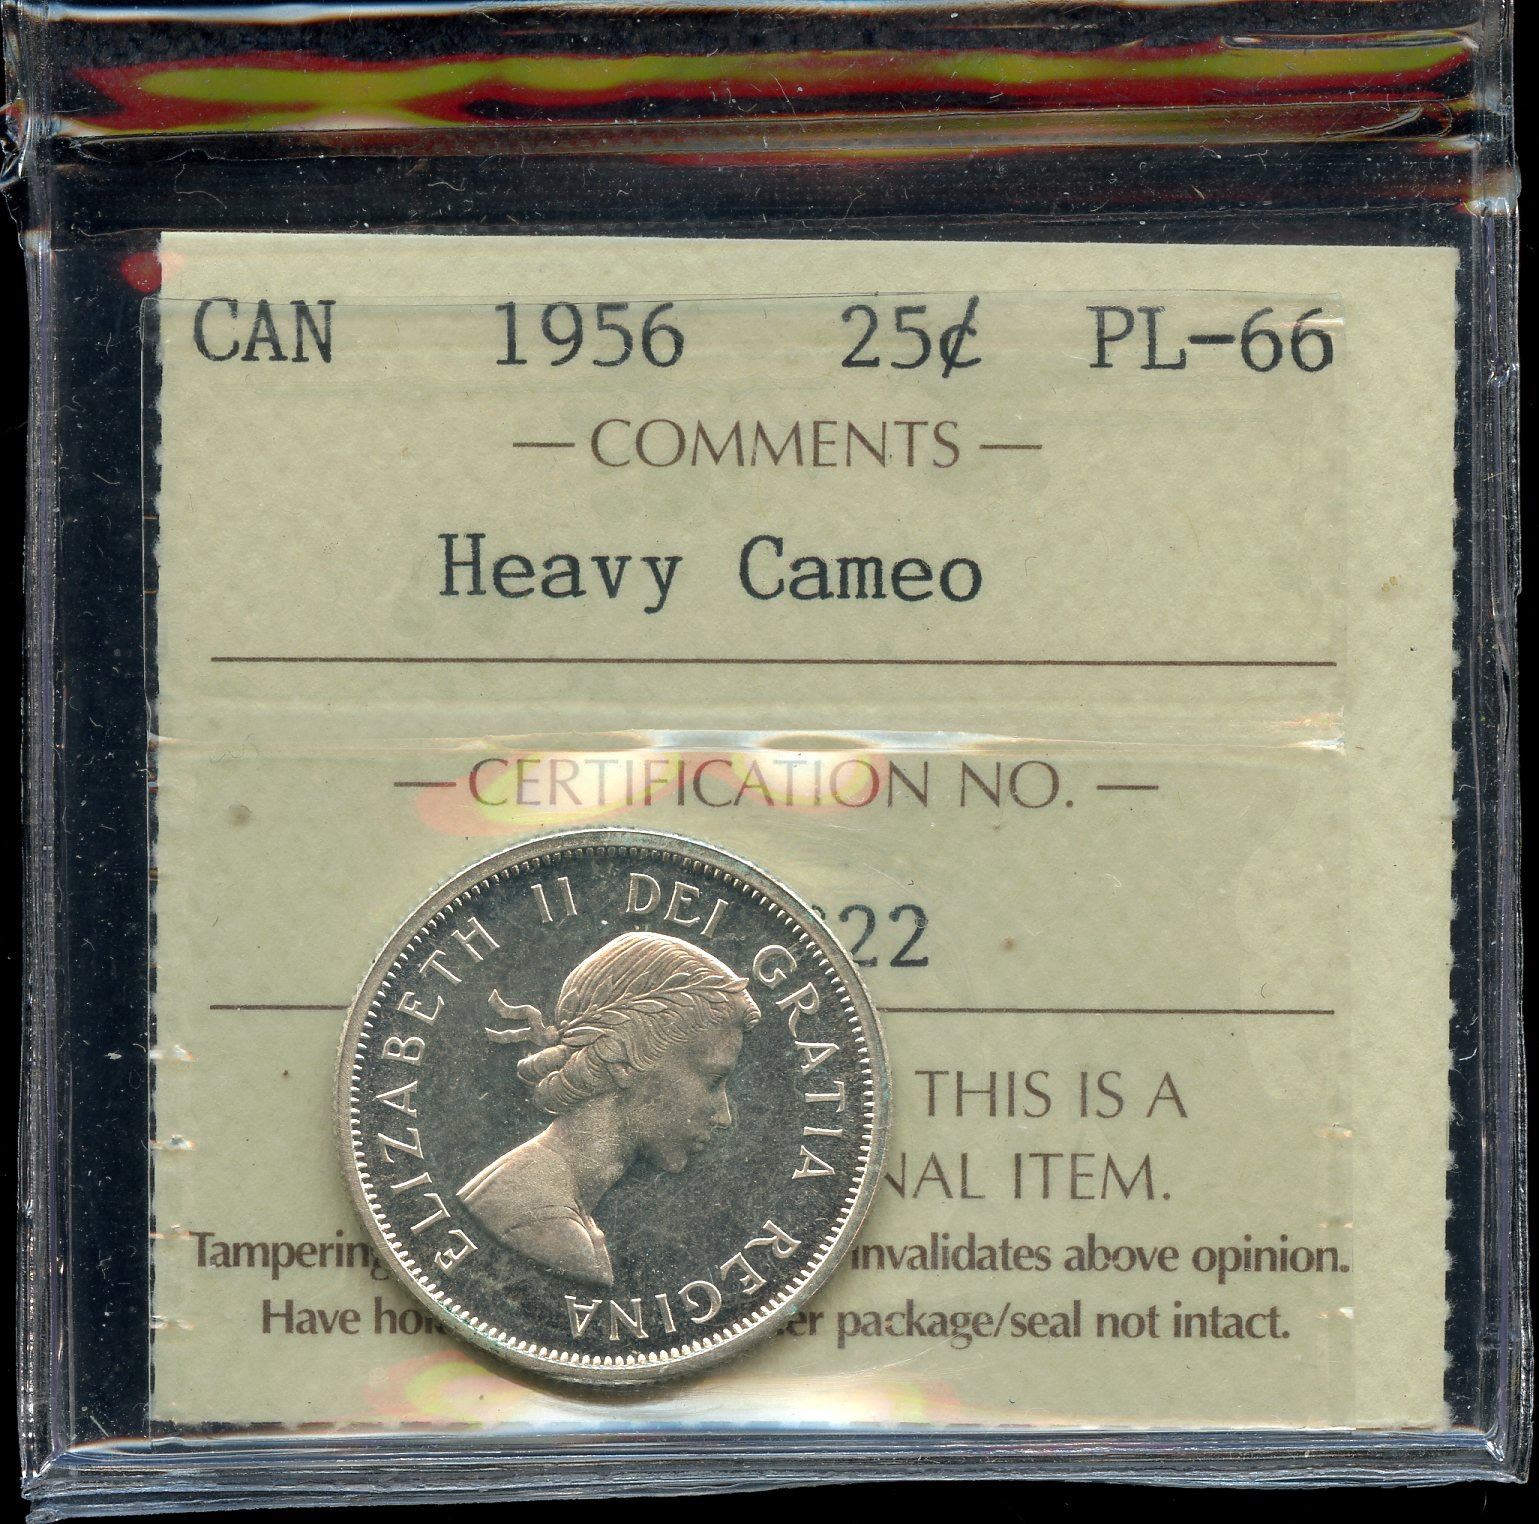 CAN 1956 25¢ PL-66
— COMMENTS —
Heavy Cameo
— CERTIFICATION NO. —
22
THIS IS A
ITEM.
invalidates above opinion.
Have package/seal not intact.
ELIZABETH II DEI GRATIA REGINA